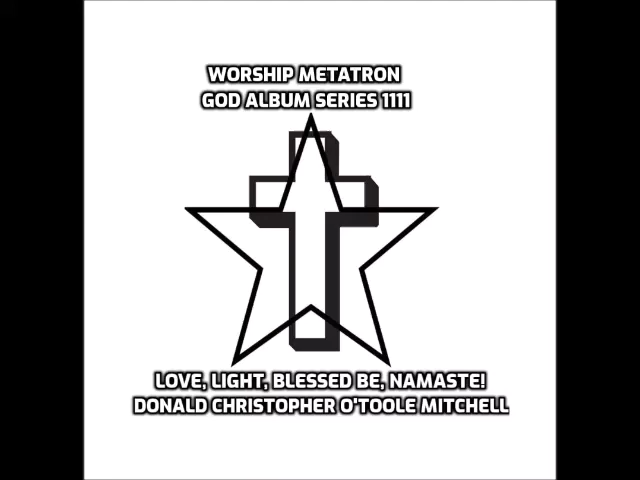 WORSHIP METATRON
GOD ALBUM SERIES 1111
LOVE, LIGHT, BLESSED BE, NAMASTE!
DONALD CHRISTOPHER O'TOOLE MITCHELL